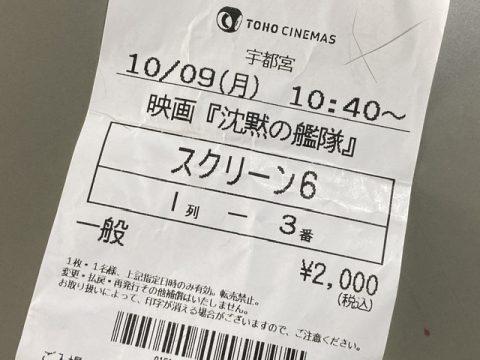 TOHO CINEMAS
宇都宮
10/09(月) 10:40〜
映画『沈黙の艦隊』
スクリーン6
I 列 － 3 番
一般
¥2,000
(税込)
1枚・1名様、上記指定日時のみ有効。転売禁止。
変更・払戻・再発行その他補償はいたしません。
お取り扱いによって、印字が消える場合がございますので、ご注意ください。